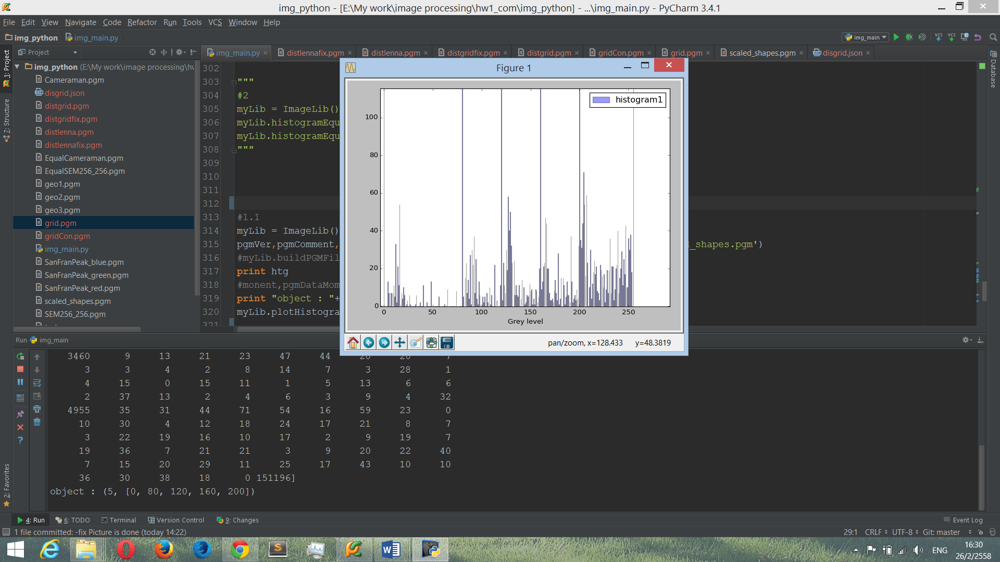 img_python - [E:\My work\image processing\hw1_com\img_python] - ...\img_main.py - PyCharm 3.4.1
File Edit View Navigate Code Refactor Run Tools VCS Window Help
img_python img_main.py
img_main
VCS VCS
Project
img_main.py distlennafix.pgm distlenna.pgm distgridfix.pgm distgrid.pgm gridCon.pgm grid.pgm scaled_shapes.pgm disgrid.json
1: Project
7: Structure
2: Favorites
Database
img_python (E:\My work\image processing\h
Cameraman.pgm
disgrid.json
distgrid.pgm
distgridfix.pgm
distlenna.pgm
distlennafix.pgm
EqualCameraman.pgm
EqualSEM256_256.pgm
geo1.pgm
geo2.pgm
geo3.pgm
grid.pgm
gridCon.pgm
img_main.py
SanFranPeak_blue.pgm
SanFranPeak_green.pgm
SanFranPeak_red.pgm
scaled_shapes.pgm
SEM256_256.pgm
302
303 """
304 #2
305 myLib = ImageLib()
306 myLib.histogramEqu
307 myLib.histogramEqu
308 """
309
310
311
312
313 #1.1
314 myLib = ImageLib()
315 pgmVer,pgmComment, _shapes.pgm')
316 #myLib.buildPGMFil
317 print htg
318 #monent,pgmDataMom
319 print "object : "+
320 myLib.plotHistogra
321
Figure 1
histogram1
100
80
60
40
20
0
0 50 100 150 200 250
Grey level
pan/zoom, x=128.433 y=48.3819
Run img_main
3460 9 13 21 23 47 44 20 20 7
3 3 4 2 8 14 7 3 28 1
4 15 0 15 11 1 5 13 6 6
2 37 13 2 4 6 3 9 4 32
4955 35 31 44 71 54 16 59 23 0
10 30 4 12 18 24 17 21 8 7
3 22 19 16 10 17 2 9 19 7
19 36 7 21 21 3 9 20 22 40
7 15 20 29 11 25 17 43 10 10
36 30 38 18 0 151196]
object : (5, [0, 80, 120, 160, 200])
4: Run 6: TODO Terminal Version Control 9: Changes Event Log
1 file committed: -fix Picture is done (today 14:22) 29:1 CRLF UTF-8 Git: master
ENG
16:30
26/2/2558